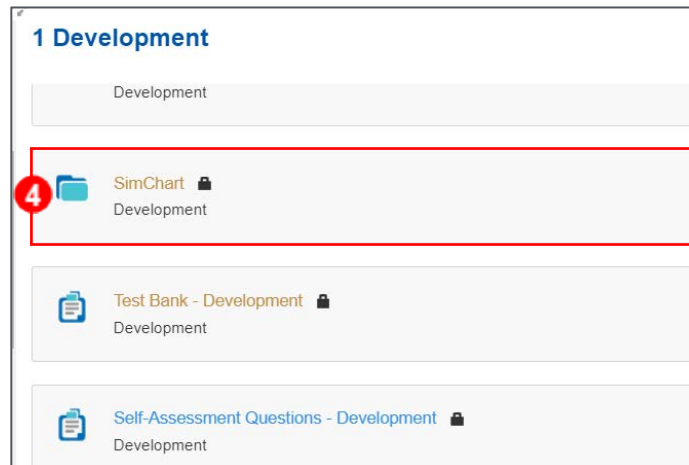 1 Development
Development
4
SimChart
Development
Test Bank - Development
Development
Self-Assessment Questions - Development
Development